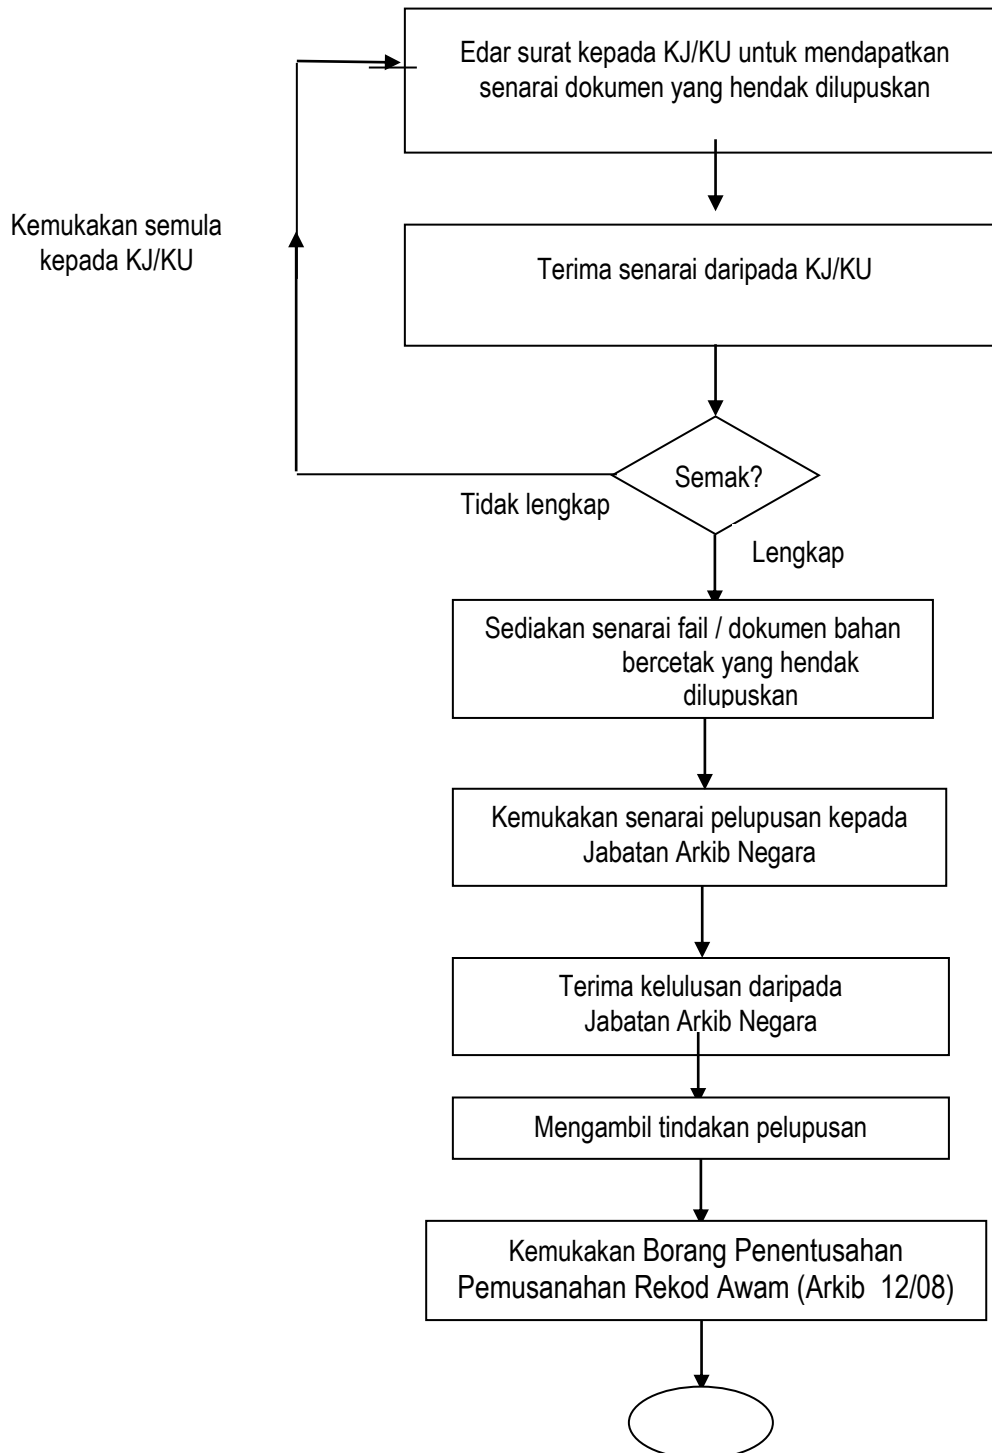 Edar surat kepada KJ/KU untuk mendapatkan
senarai dokumen yang hendak dilupuskan
Kemukakan semula
kepada KJ/KU
Terima senarai daripada KJ/KU
Semak?
Tidak lengkap
Lengkap
Sediakan senarai fail / dokumen bahan
bercetak yang hendak
dilupuskan
Kemukakan senarai pelupusan kepada
Jabatan Arkib Negara
Terima kelulusan daripada
Jabatan Arkib Negara
Mengambil tindakan pelupusan
Kemukakan Borang Penentusahan
Pemusanahan Rekod Awam (Arkib 12/08)